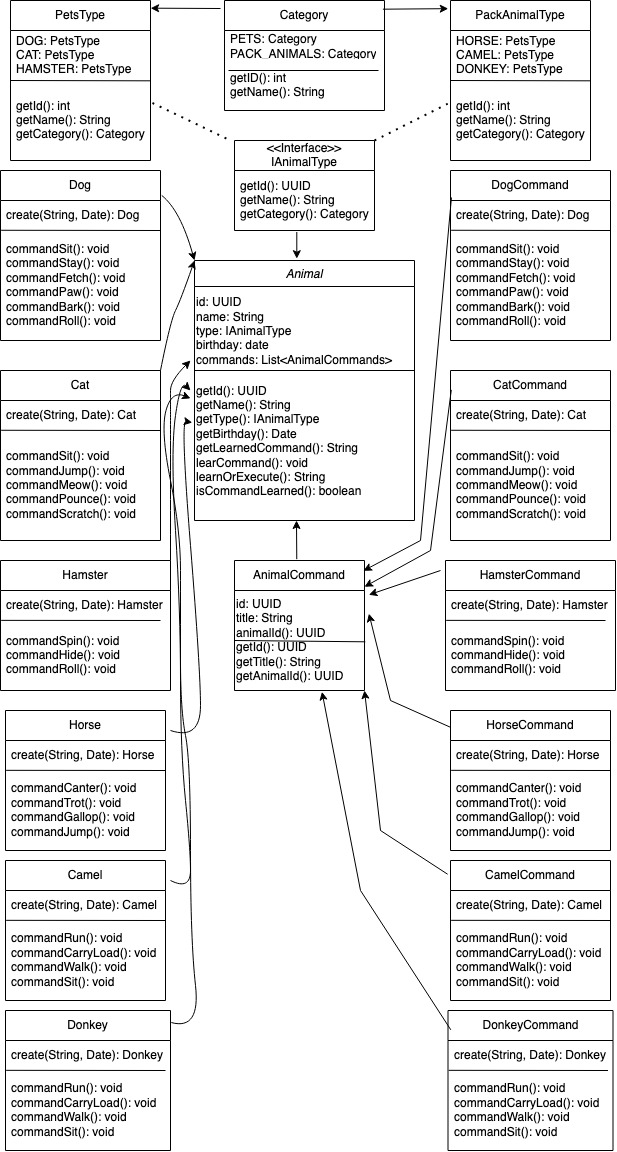 PetsType
DOG: PetsType
CAT: PetsType
HAMSTER: PetsType
getId(): int
getName(): String
getCategory(): Category
Category
PETS: Category
PACK_ANIMALS: Category
getID(): int
getName(): String
PackAnimalType
HORSE: PetsType
CAMEL: PetsType
DONKEY: PetsType
getId(): int
getName(): String
getCategory(): Category
<<Interface>>
IAnimalType
getId(): UUID
getName(): String
getCategory(): Category
Dog
create(String, Date): Dog
commandSit(): void
commandStay(): void
commandFetch(): void
commandPaw(): void
commandBark(): void
commandRoll(): void
DogCommand
create(String, Date): Dog
commandSit(): void
commandStay(): void
commandFetch(): void
commandPaw(): void
commandBark(): void
commandRoll(): void
Animal
id: UUID
name: String
type: IAnimalType
birthday: date
commands: List<AnimalCommands>
getId(): UUID
getName(): String
getType(): IAnimalType
getBirthday(): Date
getLearnedCommand(): String
learCommand(): void
learnOrExecute(): String
isCommandLearned(): boolean
Cat
create(String, Date): Cat
commandSit(): void
commandJump(): void
commandMeow(): void
commandPounce(): void
commandScratch(): void
CatCommand
create(String, Date): Cat
commandSit(): void
commandJump(): void
commandMeow(): void
commandPounce(): void
commandScratch(): void
Hamster
create(String, Date): Hamster
commandSpin(): void
commandHide(): void
commandRoll(): void
AnimalCommand
id: UUID
title: String
animalId(): UUID
getId(): UUID
getTitle(): String
getAnimalId(): UUID
HamsterCommand
create(String, Date): Hamster
commandSpin(): void
commandHide(): void
commandRoll(): void
Horse
create(String, Date): Horse
commandCanter(): void
commandTrot(): void
commandGallop(): void
commandJump(): void
HorseCommand
create(String, Date): Horse
commandCanter(): void
commandTrot(): void
commandGallop(): void
commandJump(): void
Camel
create(String, Date): Camel
commandRun(): void
commandCarryLoad(): void
commandWalk(): void
commandSit(): void
CamelCommand
create(String, Date): Camel
commandRun(): void
commandCarryLoad(): void
commandWalk(): void
commandSit(): void
Donkey
create(String, Date): Donkey
commandRun(): void
commandCarryLoad(): void
commandWalk(): void
commandSit(): void
DonkeyCommand
create(String, Date): Donkey
commandRun(): void
commandCarryLoad(): void
commandWalk(): void
commandSit(): void